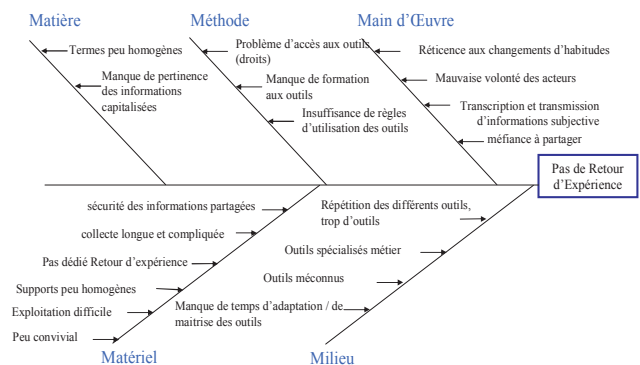 Matière
Méthode
Main d'Œuvre
Termes peu homogènes
Manque de pertinence
des informations
capitalisées
Problème d'accès aux outils
(droits)
Manque de formation
aux outils
Insuffisance de règles
d'utilisation des outils
Réticence aux changements d'habitudes
Mauvaise volonté des acteurs
Transcription et transmission
d'informations subjective
méfiance à partager
Pas de Retour
d'Expérience
sécurité des informations partagées
collecte longue et compliquée
Pas dédié Retour d'expérience
Supports peu homogènes
Exploitation difficile
Peu convivial
Matériel
Répétition des différents outils,
trop d'outils
Outils spécialisés métier
Outils méconnus
Manque de temps d'adaptation / de
maitrise des outils
Milieu